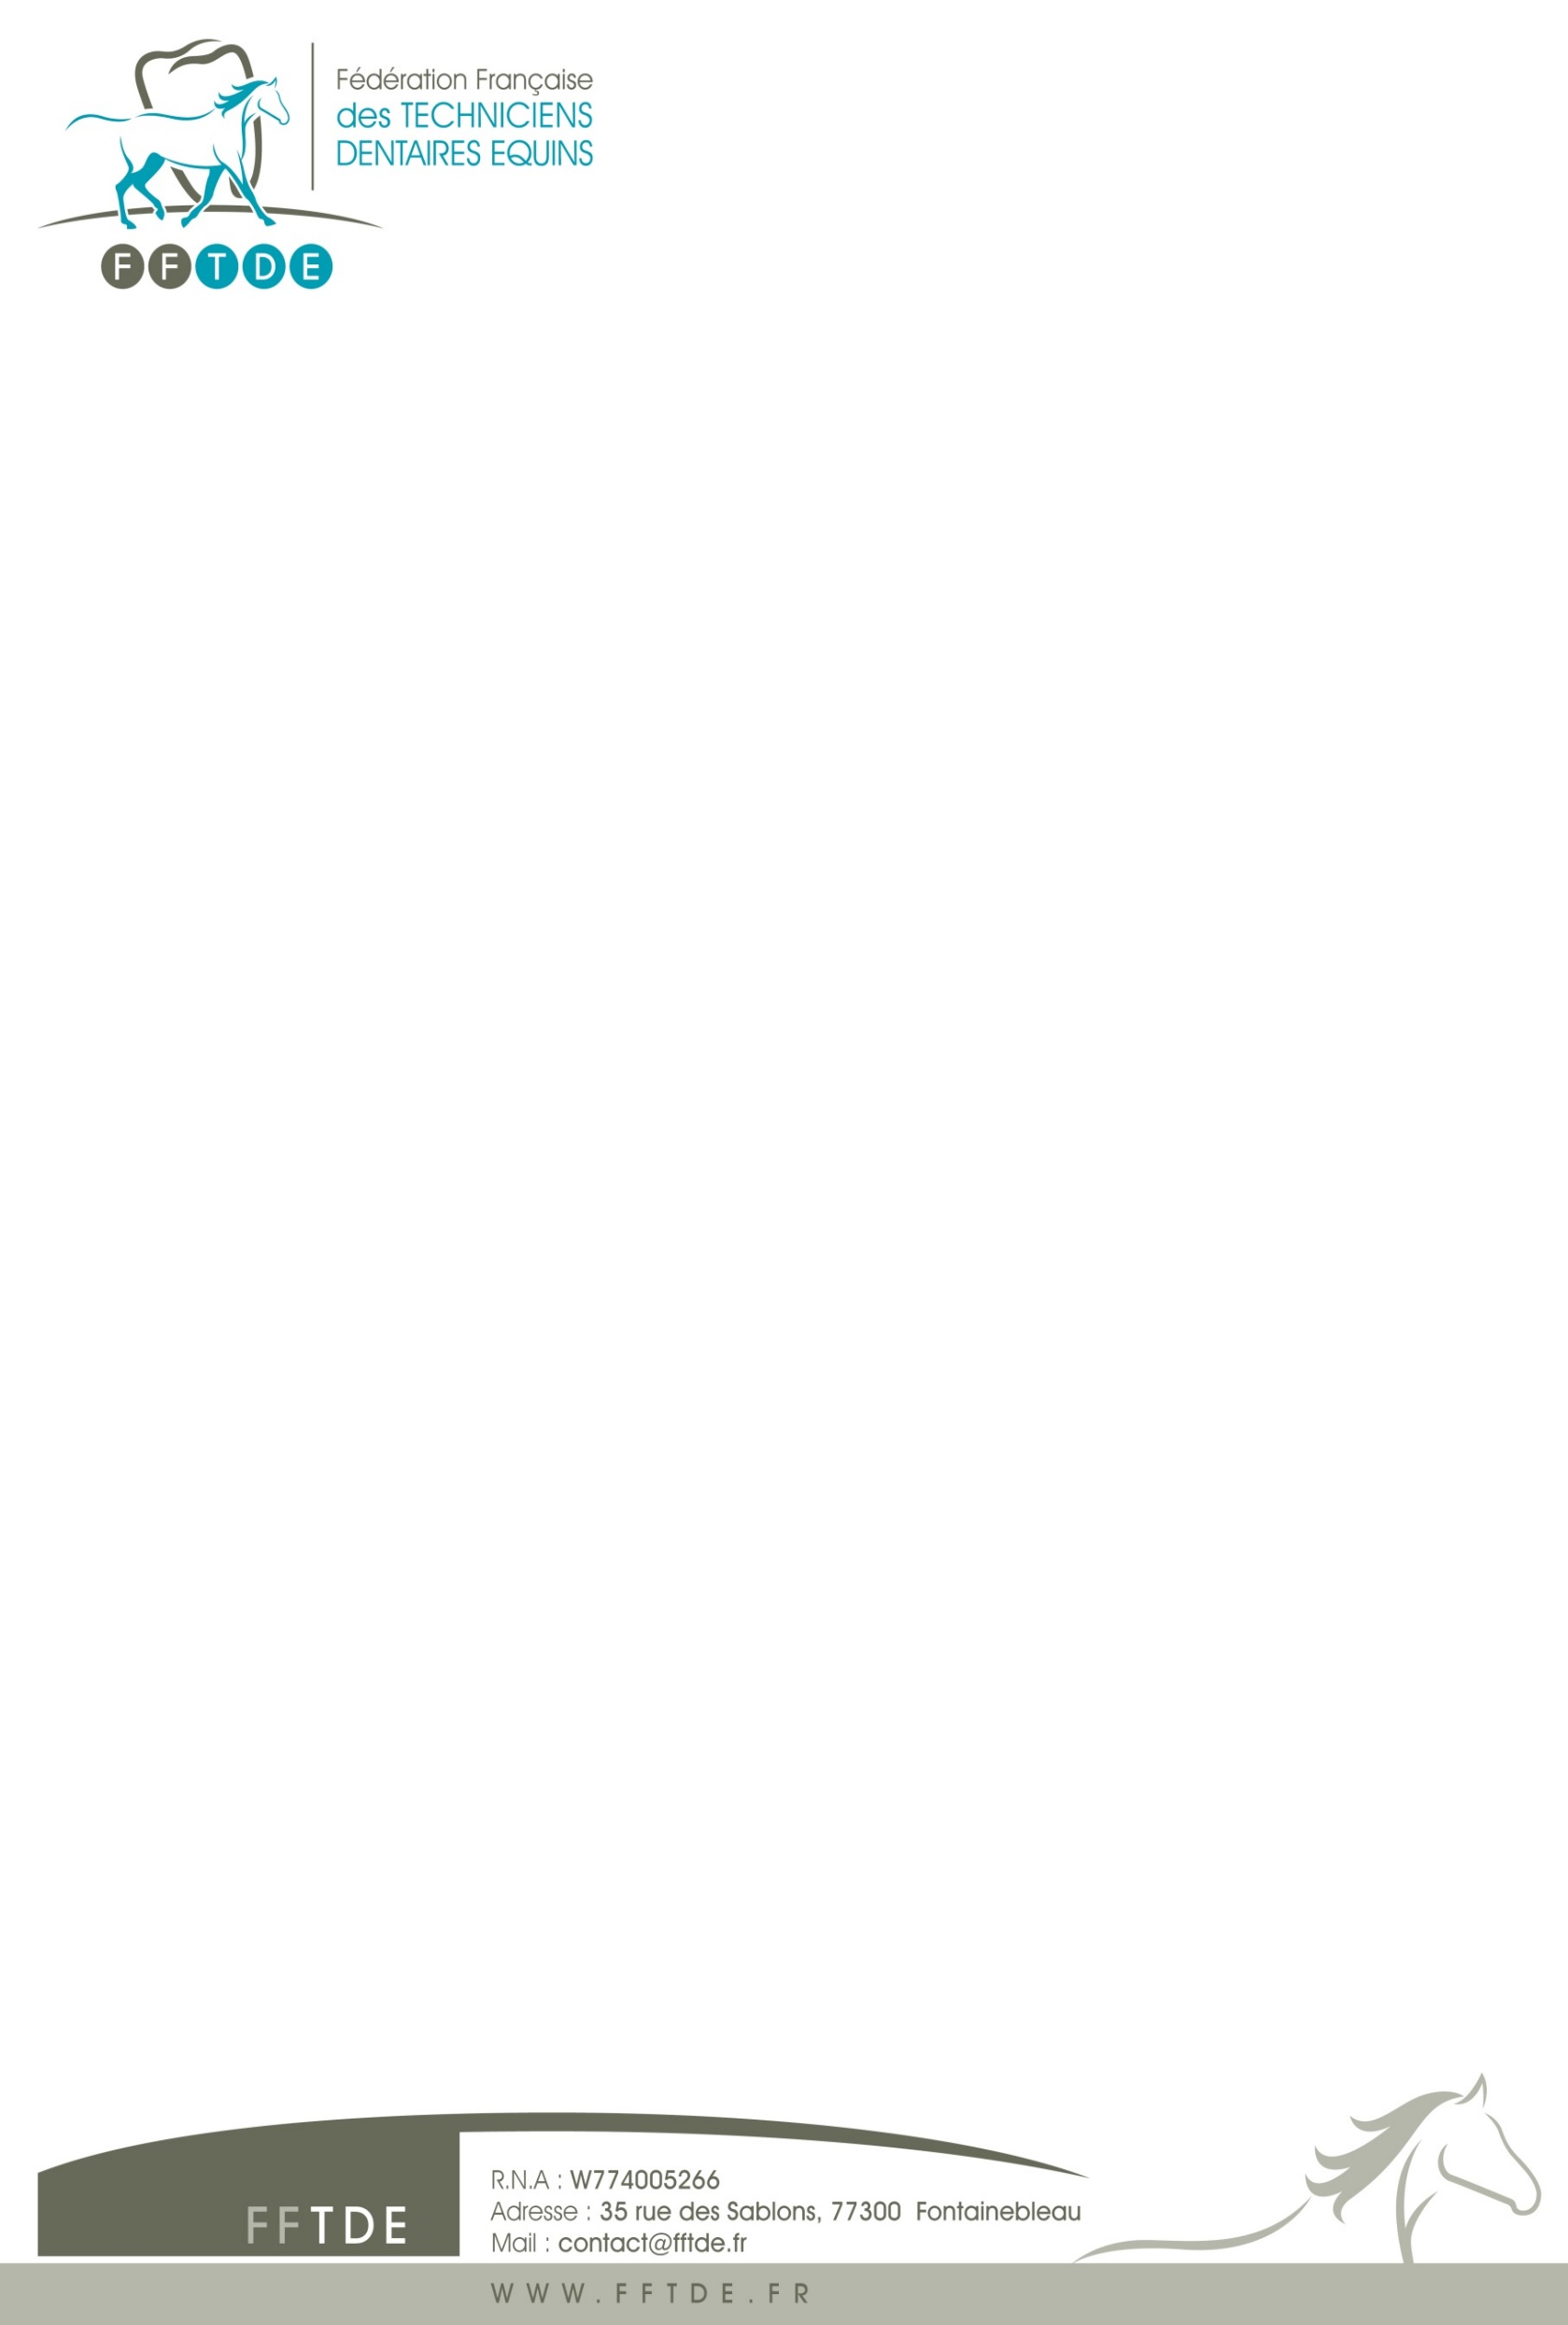 Fédération Française
des TECHNICIENS
DENTAIRES EQUINS
FFTDE
R.N.A : W774005266
Adresse : 35 rue des Sablons, 77300 Fontainebleau
Mail : contact@fftde.fr
FFTDE
WWW.FFTDE.FR